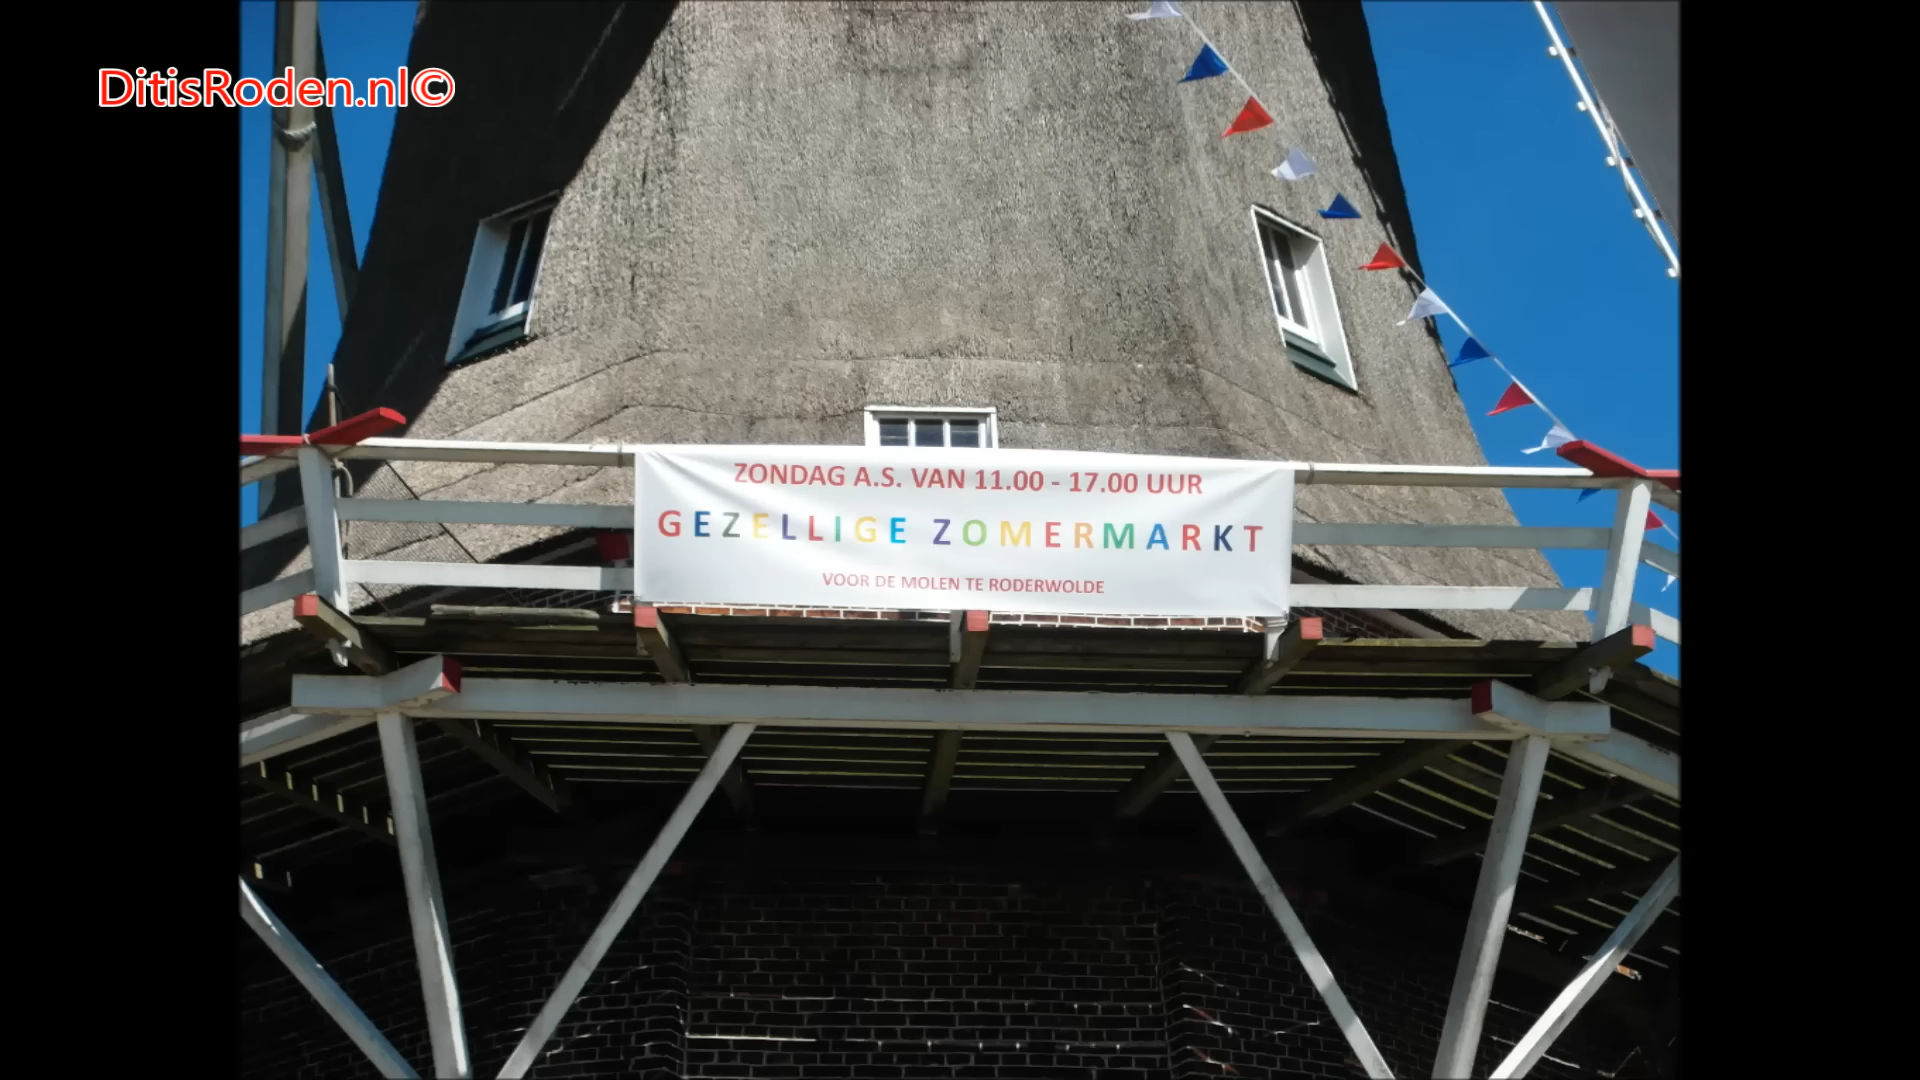 DitisRoden.nl©
ZONDAG A.S. VAN 11.00 - 17.00 UUR
GEZELLIGE ZOMERMARKT
VOOR DE MOLEN TE RODERWOLDE